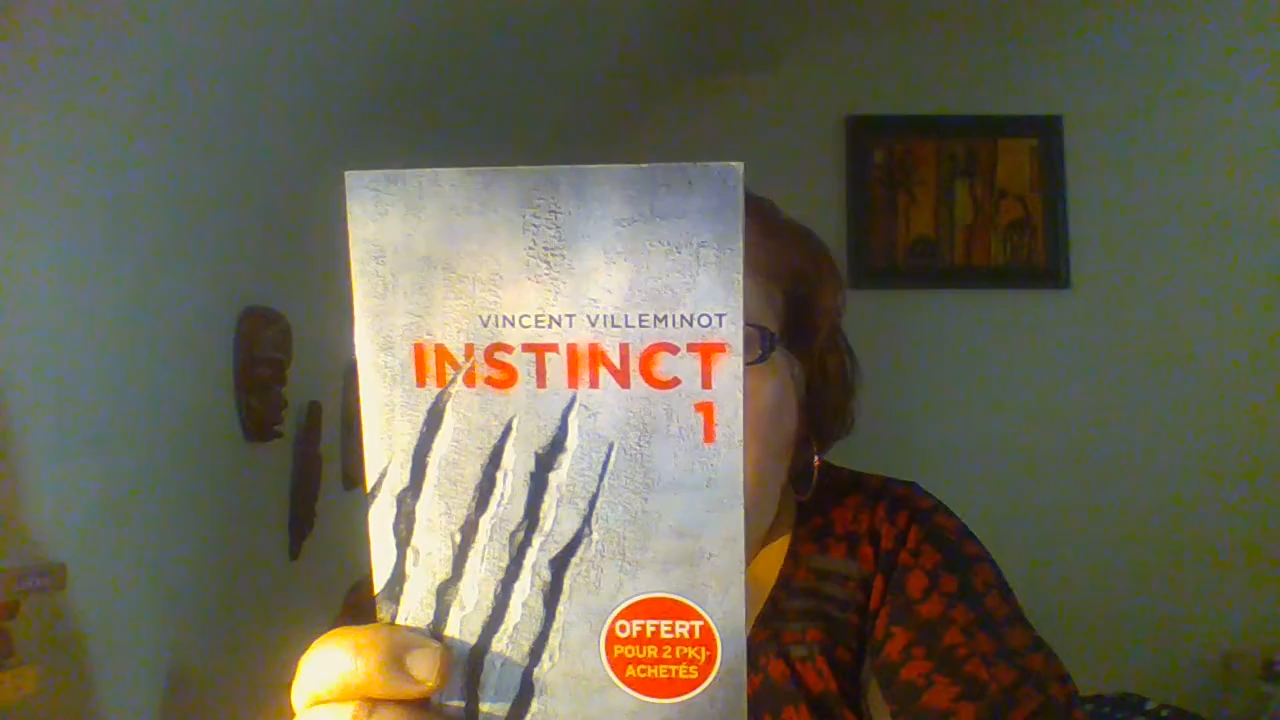 VINCENT VILLEMINOT
INSTINCT
1
OFFERT
POUR 2 PKJ.
ACHETÉS